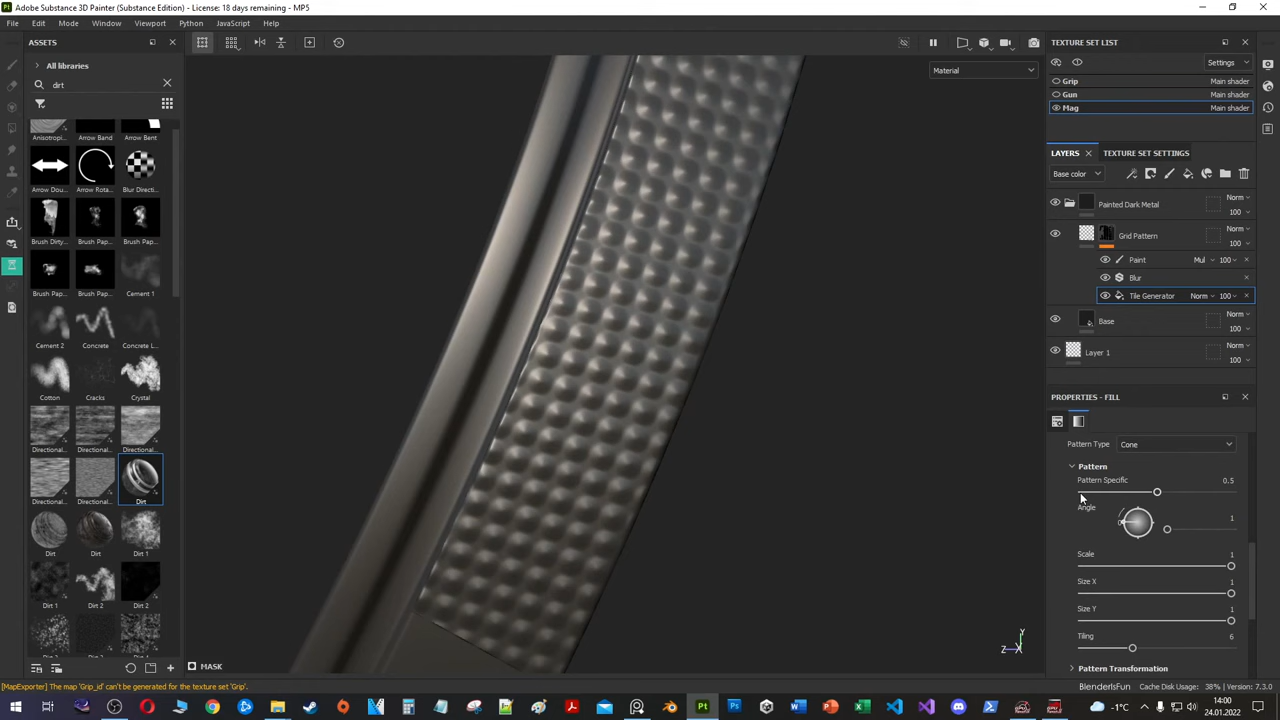 Adobe Substance 3D Painter (Substance Edition) - License: 18 days remaining - MP5
File Edit Mode Window Viewport Python JavaScript Help
ASSETS
All libraries
dirt
Anisotropi...
Arrow Band
Arrow Bent
Arrow Dou...
Arrow Rota...
Blur Directi...
Brush Dirty...
Brush Pap...
Brush Pap...
Brush Pap...
Brush Pap...
Cement 1
Cement 2
Concrete
Concrete L...
Cotton
Cracks
Crystal
Directional...
Directional...
Directional...
Directional...
Directional...
Dirt
Dirt
Dirt
Dirt 1
Dirt 1
Dirt 2
Dirt 2
Material
MASK
[MapExporter] The map 'Grip_id' can't be generated for the texture set 'Grip'.
TEXTURE SET LIST
Settings
Grip Main shader
Gun Main shader
Mag Main shader
LAYERS TEXTURE SET SETTINGS
Base color
Painted Dark Metal Norm 100
Grid Pattern Norm 100
Paint Mul 100
Blur
Tile Generator Norm 100
Base Norm 100
Layer 1 Norm 100
PROPERTIES - FILL
Pattern Type Cone
Pattern
Pattern Specific 0.5
Angle
1
Scale 1
Size X 1
Size Y 1
Tiling 6
Pattern Transformation
BlenderIsFun Cache Disk Usage: 38% | Version: 7.3.0
Y
Z X
-1°C
14:00
24.01.2022